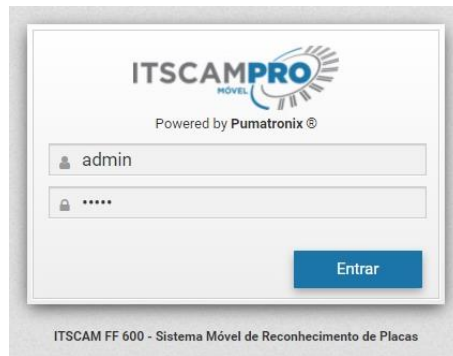 ITSCAMPRO
MÓVEL
Powered by Pumatronix ®
admin
•••••
Entrar
ITSCAM FF 600 - Sistema Móvel de Reconhecimento de Placas